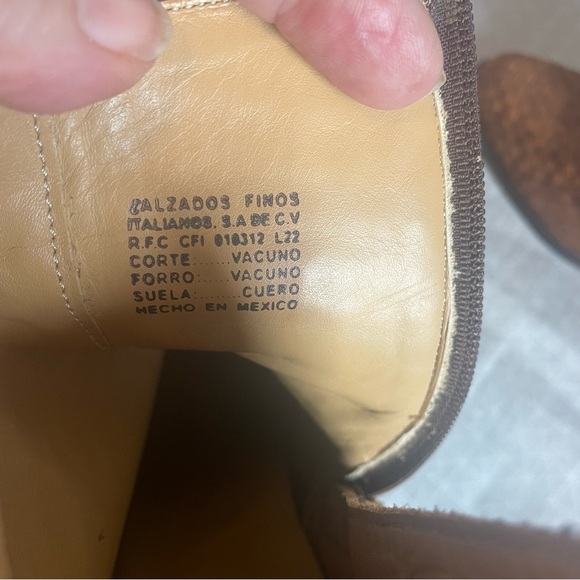 CALZADOS FINOS
ITALIANOS, S.A DE C.V
R.F.C CFI 010312 L22
CORTE:......VACUNO
FORRO:......VACUNO
SUELA:........CUERO
HECHO EN MEXICO